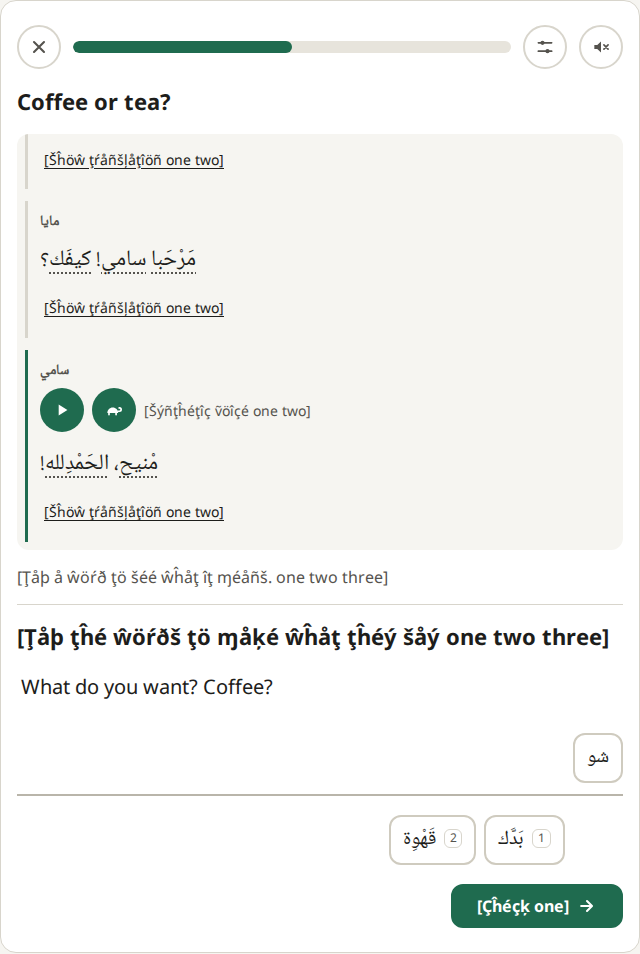 Coffee or tea?
[Šĥöŵ ţŕåñšļåţîöñ one two]
مايا
مَرْحَبا سامي! كيفَك؟
[Šĥöŵ ţŕåñšļåţîöñ one two]
سامي
[Šýñţĥéţîç ṽöîçé one two]
مْنيح، الحَمْدِلله!
[Šĥöŵ ţŕåñšļåţîöñ one two]
[Ţåþ å ŵöŕð ţö šéé ŵĥåţ îţ ɱéåñš. one two three]
[Ţåþ ţĥé ŵöŕðš ţö ɱåķé ŵĥåţ ţĥéý šåý one two three]
What do you want? Coffee?
شو
بَدَّك 1
قَهْوِة 2
[Çĥéçķ one]